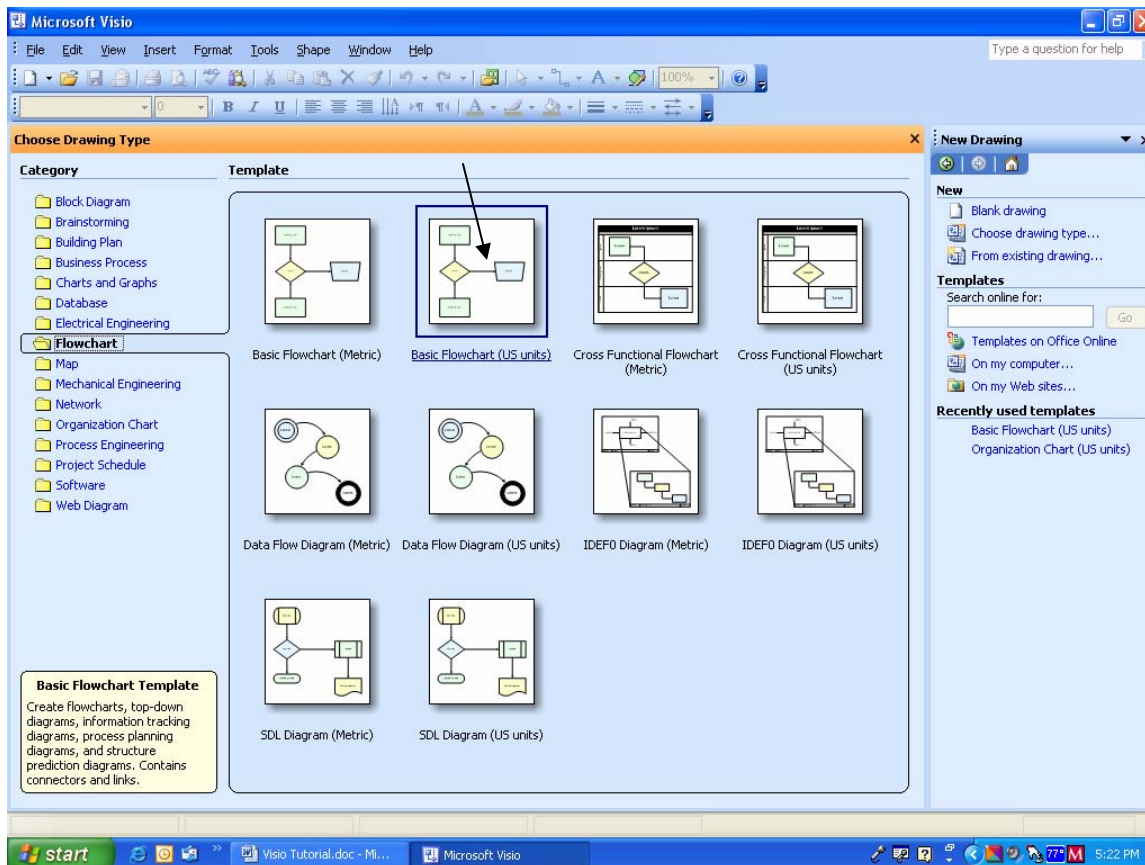 Microsoft Visio
File Edit View Insert Format Tools Shape Window Help
Type a question for help
100%
0
B I U
A
Choose Drawing Type
Category
Block Diagram
Brainstorming
Building Plan
Business Process
Charts and Graphs
Database
Electrical Engineering
Flowchart
Map
Mechanical Engineering
Network
Organization Chart
Process Engineering
Project Schedule
Software
Web Diagram
Basic Flowchart Template
Create flowcharts, top-down
diagrams, information tracking
diagrams, process planning
diagrams, and structure
prediction diagrams. Contains
connectors and links.
Template
Basic Flowchart (Metric)
Basic Flowchart (US units)
Cross Functional Flowchart
(Metric)
Cross Functional Flowchart
(US units)
Data Flow Diagram (Metric)
Data Flow Diagram (US units)
IDEF0 Diagram (Metric)
IDEF0 Diagram (US units)
SDL Diagram (Metric)
SDL Diagram (US units)
New Drawing
New
Blank drawing
Choose drawing type...
From existing drawing...
Templates
Search online for:
Go
Templates on Office Online
On my computer...
On my Web sites...
Recently used templates
Basic Flowchart (US units)
Organization Chart (US units)
start
Visio Tutorial.doc - Mi...
Microsoft Visio
77°
M
5:22 PM